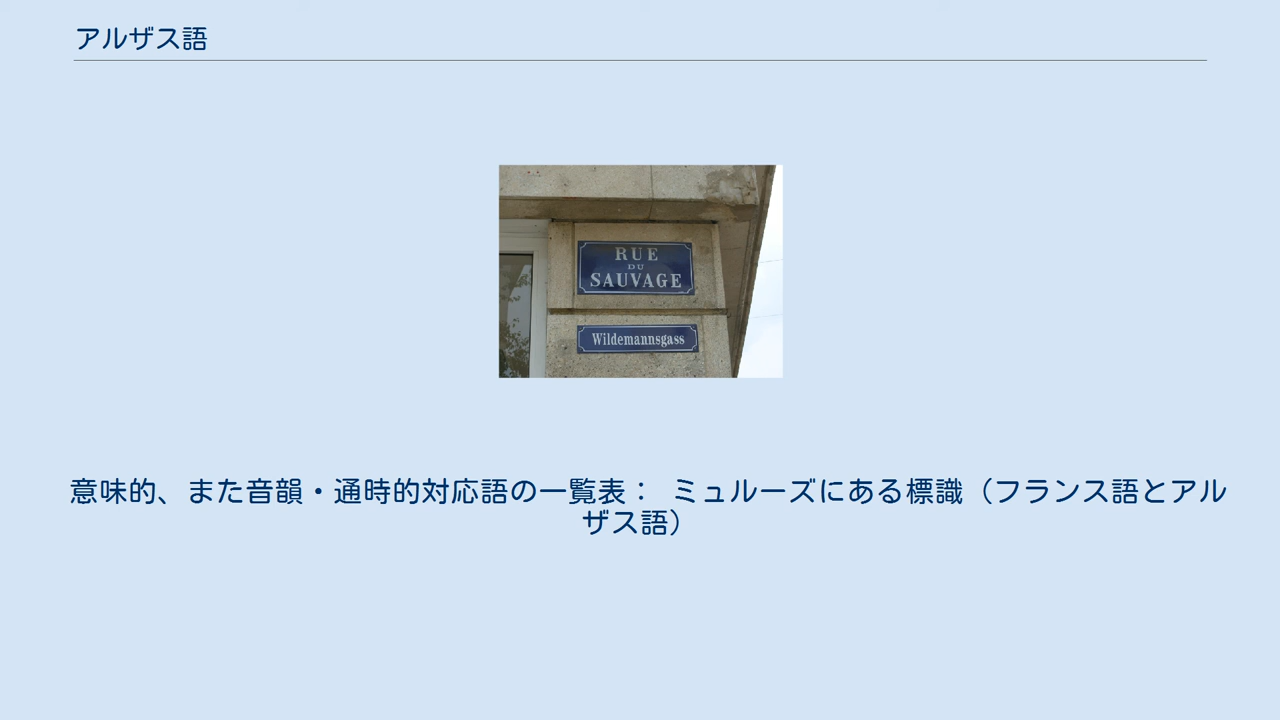 アルザス語
RUE
DU
SAUVAGE
Wildemannsgass
意味的、また音韻・通時的対応語の一覧表： ミュルーズにある標識（フランス語とアル
ザス語）